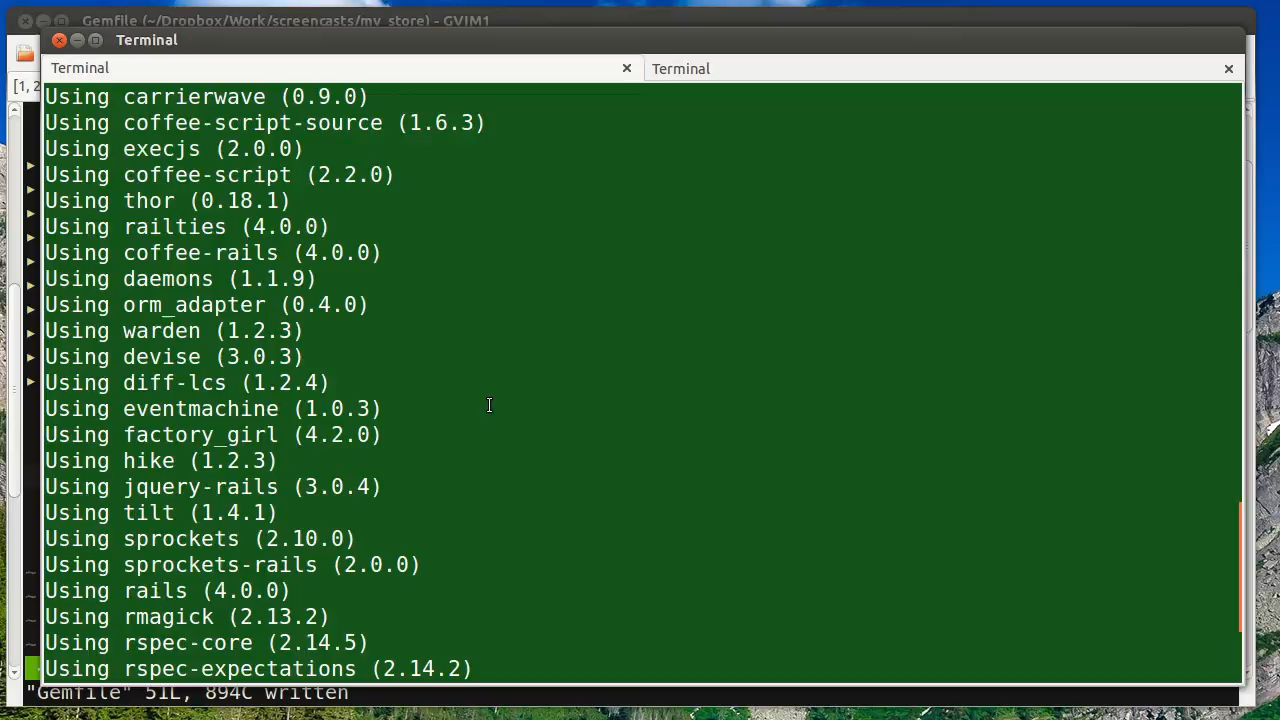 Gemfile (~/Dropbox/Work/screencasts/my_store) - GVIM1
Terminal
Terminal
Terminal
[1, 2
Using carrierwave (0.9.0)
Using coffee-script-source (1.6.3)
Using execjs (2.0.0)
Using coffee-script (2.2.0)
Using thor (0.18.1)
Using railties (4.0.0)
Using coffee-rails (4.0.0)
Using daemons (1.1.9)
Using orm_adapter (0.4.0)
Using warden (1.2.3)
Using devise (3.0.3)
Using diff-lcs (1.2.4)
Using eventmachine (1.0.3)
Using factory_girl (4.2.0)
Using hike (1.2.3)
Using jquery-rails (3.0.4)
Using tilt (1.4.1)
Using sprockets (2.10.0)
Using sprockets-rails (2.0.0)
Using rails (4.0.0)
Using rmagick (2.13.2)
Using rspec-core (2.14.5)
Using rspec-expectations (2.14.2)
"Gemfile" 51L, 894C written